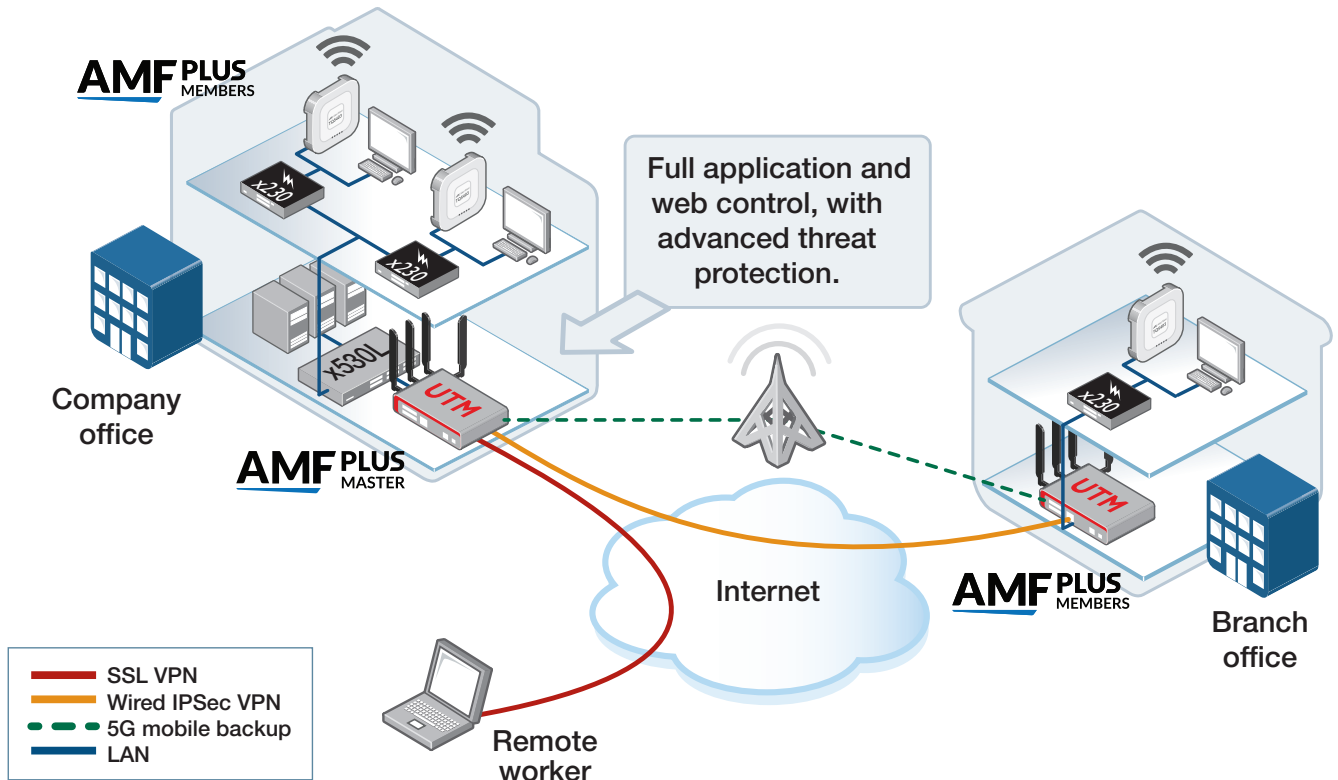 AMF PLUS
MEMBERS
x230
x230
Full application and
web control, with
advanced threat
protection.
x530L
UTM
Company
office
AMF PLUS
MASTER
x230
UTM
Internet
AMF PLUS
MEMBERS
Branch
office
SSL VPN
Wired IPSec VPN
5G mobile backup
LAN
Remote
worker